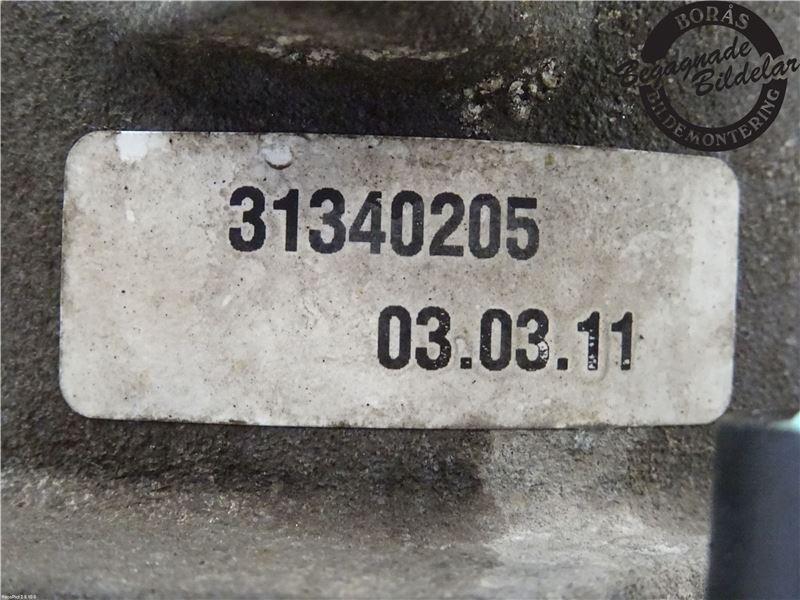 BORÅS
Begagnade
Bildelar
BILDEMONTERING
31340205
03.03.11